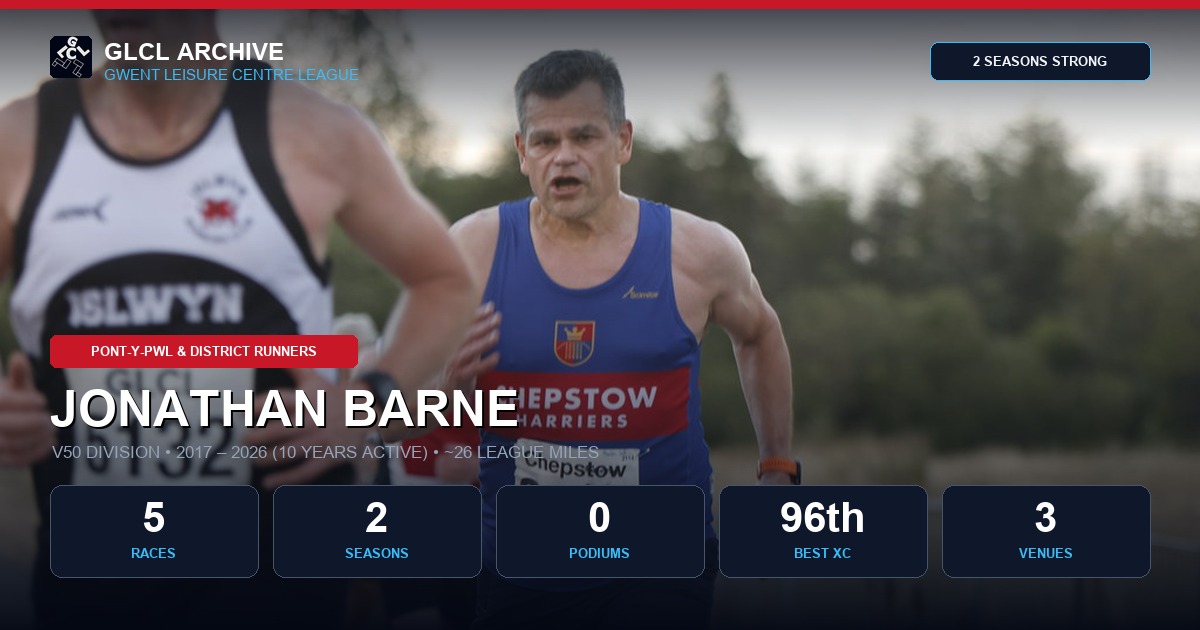 GLCL ARCHIVE
GWENT LEISURE CENTRE LEAGUE
2 SEASONS STRONG
ISLWYN
CHEPSTOW
HARRIERS
PONT-Y-PWL & DISTRICT RUNNERS
GLCL
JONATHAN BARNE
V50 DIVISION • 2017 – 2026 (10 YEARS ACTIVE) • ~26 LEAGUE MILES
Chepstow
5
RACES
2
SEASONS
0
PODIUMS
96th
BEST XC
3
VENUES